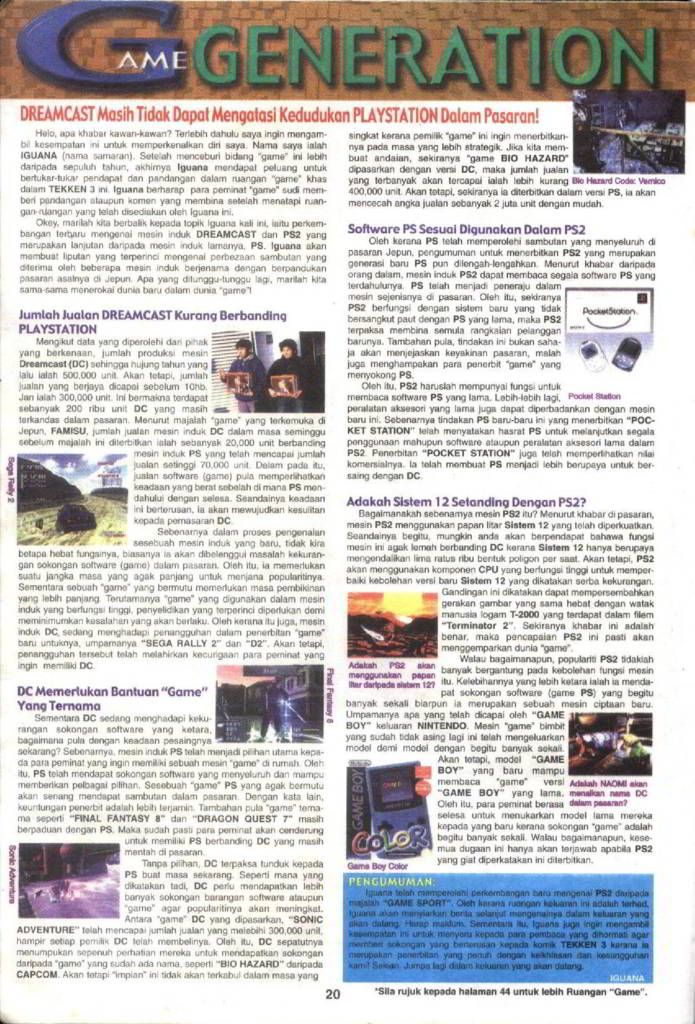 GAME GENERATION
DREAMCAST Masih Tidak Dapat Mengatasi Kedudukan PLAYSTATION Dalam Pasaran!
Helo, apa khabar kawan-kawan? Terlebih dahulu saya ingin mengam-
bil kesempatan ini untuk memperkenalkan diri saya. Nama saya ialah
IGUANA (nama samaran). Setelah menceburi bidang "game" ini lebih
daripada sepuluh tahun, akhirnya Iguana mendapat peluang untuk
bertukar-tukar pendapat dan pandangan dalam ruangan "game" khas
dalam TEKKEN 3 ini. Iguana berharap para peminat "game" sudi mem-
beri pandangan ataupun komen yang membina setelah menatapi ruan-
gan-ruangan yang telah disediakan oleh Iguana ini.
Okey, marilah kita berbalik kepada topik Iguana kali ini, iaitu perkem-
bangan terbaru mengenai mesin induk DREAMCAST dan PS2 yang
merupakan lanjutan daripada mesin induk lamanya, PS. Iguana akan
membuat liputan yang terperinci mengenai perbezaan sambutan yang
diterima oleh beberapa mesin induk berjenama dengan berpandukan
pasaran asalnya di Jepun. Apa yang ditunggu-tunggu lagi, marilah kita
sama-sama menerokai dunia baru dalam dunia "game"!
Jumlah Jualan DREAMCAST Kurang Berbanding
PLAYSTATION
Mengikut data yang diperolehi dari pihak
yang berkenaan, jumlah produksi mesin
Dreamcast (DC) sehingga hujung tahun yang
lalu ialah 500,000 unit. Akan tetapi, jumlah
jualan yang berjaya dicapai sebelum 10hb.
Jan ialah 300,000 unit. Ini bermakna terdapat
sebanyak 200 ribu unit DC yang masih
terkandas dalam pasaran. Menurut majalah "game" yang terkemuka di
Jepun, FAMISU, jumlah jualan mesin induk DC dalam masa seminggu
sebelum majalah ini diterbitkan ialah sebanyak 20,000 unit berbanding
mesin induk PS yang telah mencapai jumlah
jualan setinggi 70,000 unit. Dalam pada itu,
jualan software (game) pula memperlihatkan
keadaan yang berat sebelah di mana PS men-
dahului dengan selesa. Seandainya keadaan
ini berterusan, ia akan mewujudkan kesulitan
kepada pemasaran DC.
Sega Rally 2
Sebenarnya dalam proses pengenalan
sesebuah mesin induk yang baru, tidak kira
betapa hebat fungsinya, biasanya ia akan dibelenggui masalah kekuran-
gan sokongan software (game) dalam pasaran. Oleh itu, ia memerlukan
suatu jangka masa yang agak panjang untuk menjana popularitinya.
Sementara sebuah "game" yang bermutu memerlukan masa pembikinan
yang lebih panjang. Terutamanya "game" yang digunakan dalam mesin
induk yang berfungsi tinggi, penyelidikan yang terperinci diperlukan demi
meminimumkan kesalahan yang akan berlaku. Oleh kerana itu juga, mesin
induk DC sedang menghadapi penangguhan dalam penerbitan "game"
baru untuknya, umpamanya "SEGA RALLY 2" dan "D2". Akan tetapi,
penangguhan tersebut telah melahirkan kecurigaan para peminat yang
ingin memiliki DC.
DC Memerlukan Bantuan "Game"
Yang Ternama
Final Fantasy 8
Sementara DC sedang menghadapi keku-
rangan sokongan software yang ketara,
bagaimana pula dengan keadaan pesaingnya
sekarang? Sebenarnya, mesin induk PS telah menjadi pilihan utama kepa-
da para peminat yang ingin memiliki sebuah mesin "game" di rumah. Oleh
itu, PS telah mendapat sokongan software yang menyeluruh dan mampu
memberikan pelbagai pilihan. Sesebuah "game" PS yang agak bermutu
akan senang mendapat sambutan dalam pasaran. Dengan kata lain,
keuntungan penerbit adalah lebih terjamin. Tambahan pula "game" terna-
ma seperti "FINAL FANTASY 8" dan "DRAGON QUEST 7" masih
berpaduan dengan PS. Maka sudah pasti para peminat akan cenderung
untuk memiliki PS berbanding DC yang masih
mentah di pasaran.
Sonic Adventure
Tanpa pilihan, DC terpaksa tunduk kepada
PS buat masa sekarang. Seperti mana yang
dikatakan tadi, DC perlu mendapatkan lebih
banyak sokongan barangan software ataupun
"game" agar popularitinya akan meningkat.
Antara "game" DC yang dipasarkan, "SONIC
ADVENTURE" telah mencapai jumlah jualan yang melebihi 300,000 unit,
hampir setiap pemilik DC telah membelinya. Oleh itu, DC sepatutnya
menumpukan sepenuh perhatian mereka untuk mendapatkan sokongan
daripada "game" yang sudah ada nama, seperti "BIO HAZARD" daripada
CAPCOM. Akan tetapi "impian" ini tidak akan terkabul dalam masa yang
singkat kerana pemilik "game" ini ingin menerbitkan-
nya pada masa yang lebih strategik. Jika kita mem-
buat andaian, sekiranya "game BIO HAZARD"
dipasarkan dengan versi DC, maka jumlah jualan
yang terbanyak akan tercapai ialah lebih kurang
400,000 unit. Akan tetapi, sekiranya ia diterbitkan dalam versi PS, ia akan
mencecah angka jualan sebanyak 2 juta unit dengan mudah.
Bio Hazard Code: Vernico
Software PS Sesuai Digunakan Dalam PS2
Oleh kerana PS telah memperolehi sambutan yang menyeluruh di
pasaran Jepun, pengumuman untuk menerbitkan PS2 yang merupakan
generasi baru PS pun dilengah-lengahkan. Menurut khabar daripada
orang dalam, mesin induk PS2 dapat membaca segala software PS yang
terdahulunya. PS telah menjadi peneraju dalam
mesin sejenisnya di pasaran. Oleh itu, sekiranya
PS2 berfungsi dengan sistem baru yang tidak
bersangkut paut dengan PS yang lama, maka PS2
terpaksa membina semula rangkaian pelanggan
barunya. Tambahan pula, tindakan ini bukan saha-
ja akan menjejaskan keyakinan pasaran, malah
juga menghampakan para penerbit "game" yang
menyokong PS.
PocketStation.
SONY
Pocket Station
Oleh itu, PS2 haruslah mempunyai fungsi untuk
membaca software PS yang lama. Lebih-lebih lagi,
peralatan aksesori yang lama juga dapat diperbadankan dengan mesin
baru ini. Sebenarnya tindakan PS baru-baru ini yang menerbitkan "POC-
KET STATION" telah menyatakan hasrat PS untuk melanjutkan segala
penggunaan mahupun software ataupun peralatan aksesori lama dalam
PS2. Penerbitan "POCKET STATION" juga telah memperlihatkan nilai
komersialnya. Ia telah membuat PS menjadi lebih berupaya untuk ber-
saing dengan DC.
Adakah Sistem 12 Setanding Dengan PS2?
Bagaimanakah sebenarnya mesin PS2 itu? Menurut khabar di pasaran,
mesin PS2 menggunakan papan litar Sistem 12 yang telah diperkuatkan.
Seandainya begitu, mungkin anda akan berpendapat bahawa fungsi
mesin ini agak lemah berbanding DC kerana Sistem 12 hanya berupaya
mengendalikan lima ratus ribu bentuk poligon per saat. Akan tetapi, PS2
akan menggunakan komponen CPU yang berfungsi tinggi untuk memper-
baiki kebolehan versi baru Sistem 12 yang dikatakan serba kekurangan.
Gandingan ini dikatakan dapat mempersembahkan
gerakan gambar yang sama hebat dengan watak
manusia logam T-2000 yang terdapat dalam filem
"Terminator 2". Sekiranya khabar ini adalah
benar, maka pencapaian PS2 ini pasti akan
menggemparkan dunia "game".
Adakah PS2 akan
menggunakan papan
litar daripada sistem 12?
Walau bagaimanapun, populariti PS2 tidaklah
banyak bergantung pada kebolehan fungsi mesin
itu. Kelebihannya yang lebih ketara ialah ia menda-
pat sokongan software (game PS) yang begitu
banyak sekali biarpun ia merupakan sebuah mesin ciptaan baru.
Umpamanya apa yang telah dicapai oleh "GAME
BOY" keluaran NINTENDO. Mesin "game" bimbit
yang sudah tidak asing lagi ini telah mengeluarkan
model demi model dengan begitu banyak sekali.
Akan tetapi, model "GAME
BOY" yang baru mampu
membaca "game" versi
"GAME BOY" yang lama.
Oleh itu, para peminat berasa
selesa untuk menukarkan model lama mereka
kepada yang baru kerana sokongan "game" adalah
begitu banyak sekali. Walau bagaimanapun, kese-
mua dugaan ini hanya akan terjawab apabila PS2
yang giat diperkatakan ini diterbitkan.
Adakah NAOMI akan
menaikan nama DC
dalam pasaran?
GAME BOY
COLOR
Game Boy Color
PENGUMUMAN:
Iguana telah memperolehi perkembangan baru mengenai PS2 daripada
majalah "GAME SPORT". Oleh kerana ruangan keluaran ini adalah terhad,
Iguana akan menyiarkan berita selanjut mengenainya dalam keluaran yang
akan datang. Harap maklum. Sementara itu, Iguana juga ingin mengambil
kesempatan ini untuk menyeru kepada para pembaca yang dihormati agar
memberi sokongan yang berterusan kepada komik TEKKEN 3 kerana ia
merupakan penerbitan yang penuh dengan keikhlasan dan kesungguhan
kami! Sekian. Jumpa lagi dalam keluaran yang akan datang.
IGUANA
*Sila rujuk kepada halaman 44 untuk lebih Ruangan "Game".
20